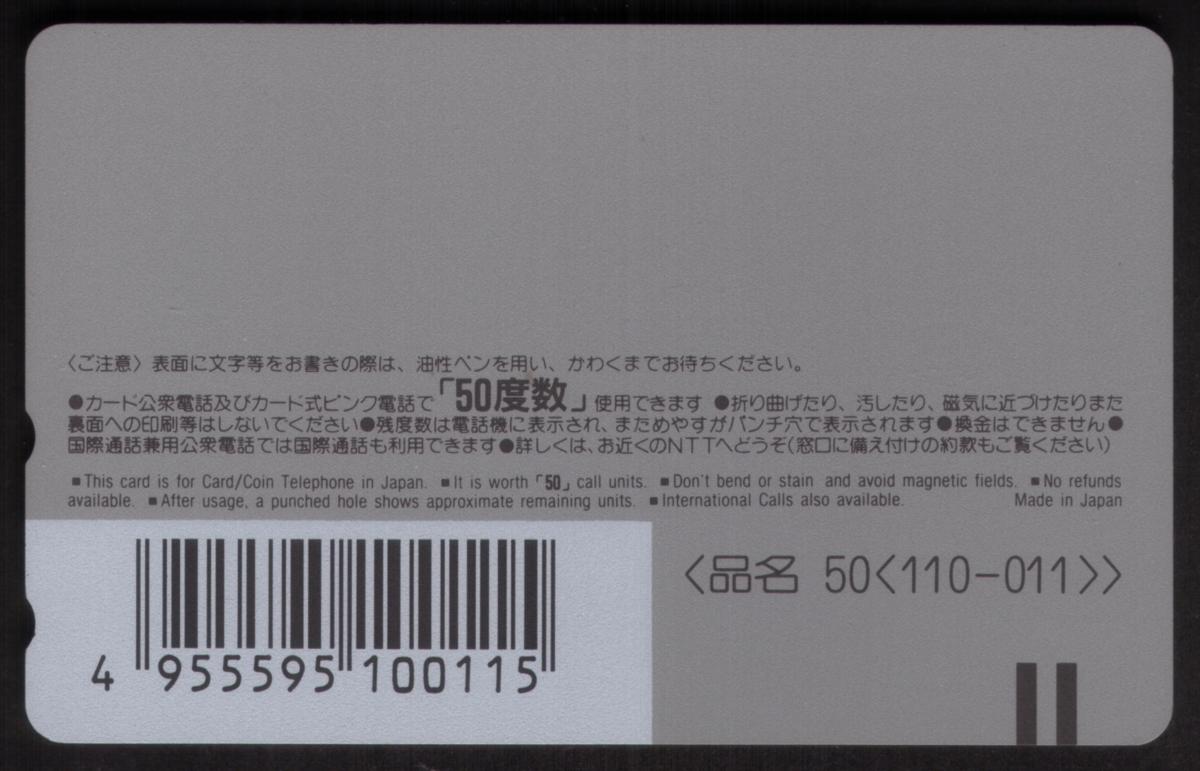 〈ご注意〉表面に文字等をお書きの際は、油性ペンを用い、かわくまでお待ちください。
●カード公衆電話及びカード式ピンク電話で「50度数」使用できます ●折り曲げたり、汚したり、磁気に近づけたりまた
裏面への印刷等はしないでください●残度数は電話機に表示され、まためやすがパンチ穴で表示されます●換金はできません●
国際通話兼用公衆電話では国際通話も利用できます●詳しくは、お近くのNTTへどうぞ(窓口に備え付けの約款もご覧ください)
■This card is for Card/Coin Telephone in Japan. ■It is worth「50」call units. ■Don't bend or stain and avoid magnetic fields. ■No refunds
available. ■After usage, a punched hole shows approximate remaining units. ■International Calls also available. Made in Japan
〈品名 50〈110-011〉〉
4 955595 100115